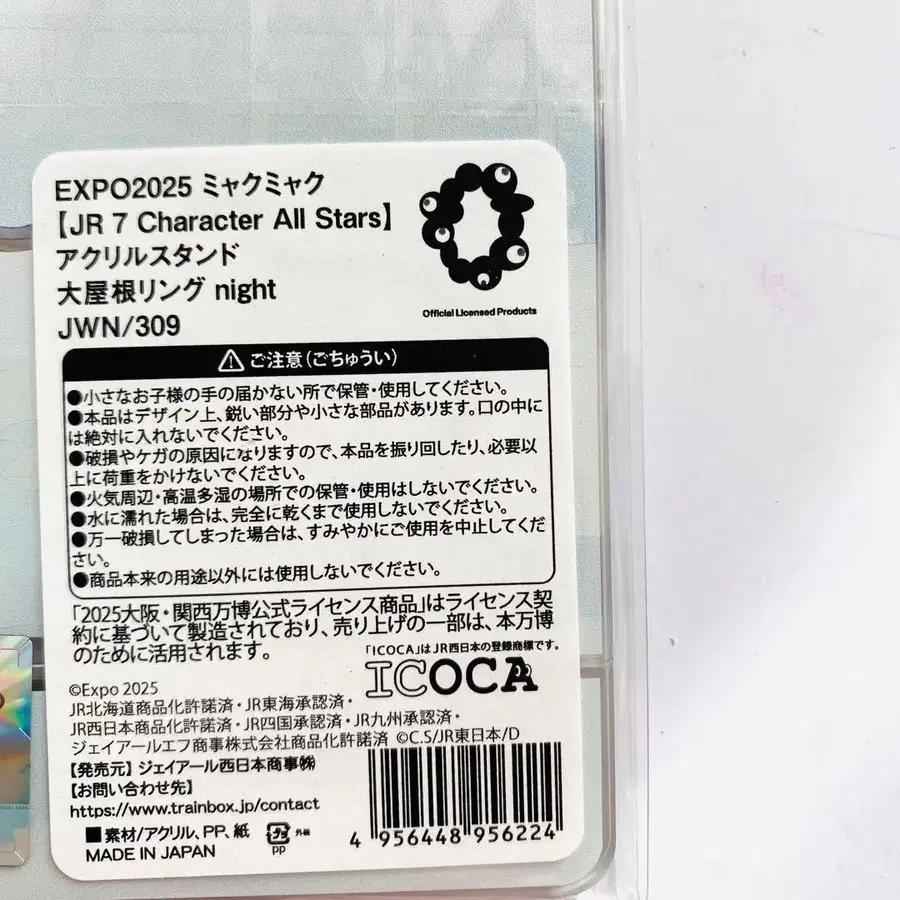 EXPO2025 ミャクミャク
【JR 7 Character All Stars】
アクリルスタンド
大屋根リング night
JWN/309
Official Licensed Products
⚠ ご注意(ごちゅうい)
●小さなお子様の手の届かない所で保管・使用してください。
●本品はデザイン上、鋭い部分や小さな部品があります。口の中に
は絶対に入れないでください。
●破損やケガの原因になりますので、本品を振り回したり、必要以
上に荷重をかけないでください。
●火気周辺・高温多湿の場所での保管・使用はしないでください。
●水に濡れた場合は、完全に乾くまで使用しないでください。
●万一破損してしまった場合は、すみやかにご使用を中止してくだ
さい。
●商品本来の用途以外には使用しないでください。
「2025大阪・関西万博公式ライセンス商品」はライセンス契
約に基づいて製造されており、売り上げの一部は、本万博
のために活用されます。
「ICOCA」はJR西日本の登録商標です。
ICOCA
©Expo 2025
JR北海道商品化許諾済・JR東海承認済・
JR西日本商品化許諾済・JR四国承認済・JR九州承認済・
ジェイアールエフ商事株式会社商品化許諾済 ©C.S/JR東日本/D
【発売元】ジェイアール西日本商事㈱
【お問い合わせ先】
https://www.trainbox.jp/contact
■素材/アクリル、PP、紙
プラ
外装
PP
MADE IN JAPAN
4 956448 956224